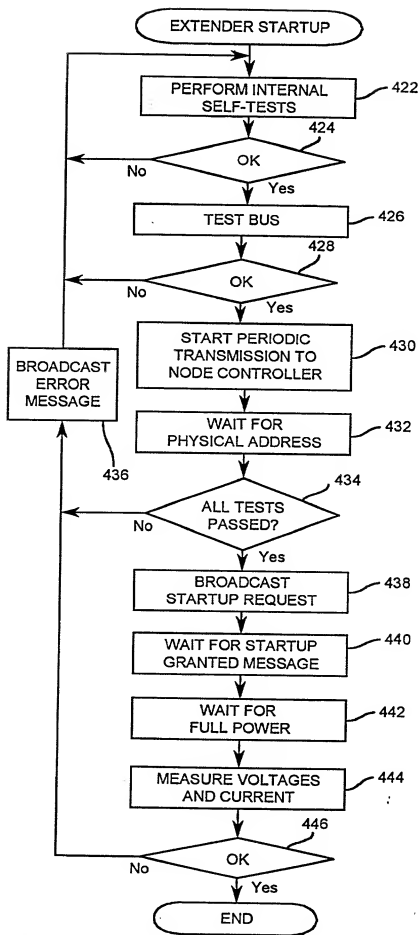 EXTENDER STARTUP
PERFORM INTERNAL
SELF-TESTS
422
424
OK
No
Yes
TEST BUS
426
428
OK
No
Yes
START PERIODIC
TRANSMISSION TO
NODE CONTROLLER
430
BROADCAST
ERROR
MESSAGE
436
WAIT FOR
PHYSICAL ADDRESS
432
434
ALL TESTS
PASSED?
No
Yes
BROADCAST
STARTUP REQUEST
438
WAIT FOR STARTUP
GRANTED MESSAGE
440
WAIT FOR
FULL POWER
442
MEASURE VOLTAGES
AND CURRENT
444
446
OK
No
Yes
END